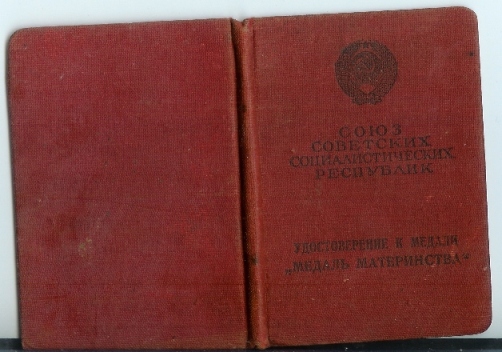 СОЮЗ
СОВЕТСКИХ
СОЦИАЛИСТИЧЕСКИХ
РЕСПУБЛИК
УДОСТОВЕРЕНИЕ К МЕДАЛИ
„МЕДАЛЬ МАТЕРИНСТВА“